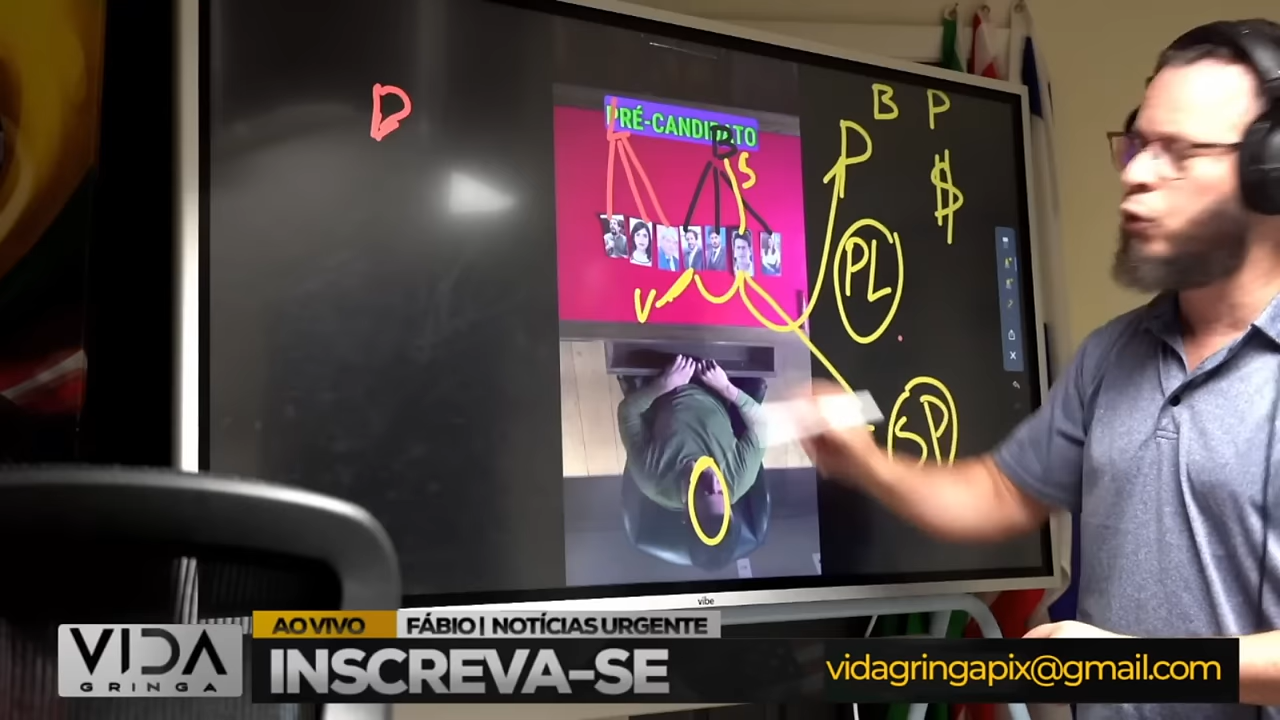 D
PRÉ-CANDIDATO
L
B
S
V
P
B P
$
PL
SP
vibe
VIDA
GRINGA
AO VIVO
FÁBIO | NOTÍCIAS URGENTE
INSCREVA-SE
vidagringapix@gmail.com